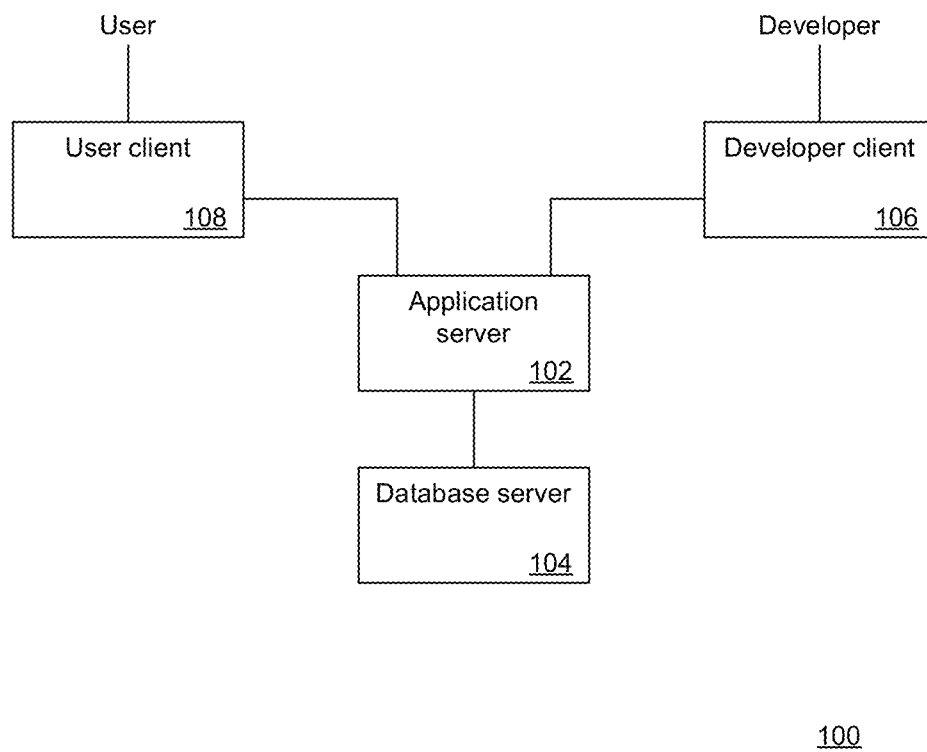 User
Developer
User client
108
Developer client
106
Application
server
102
Database server
104
100